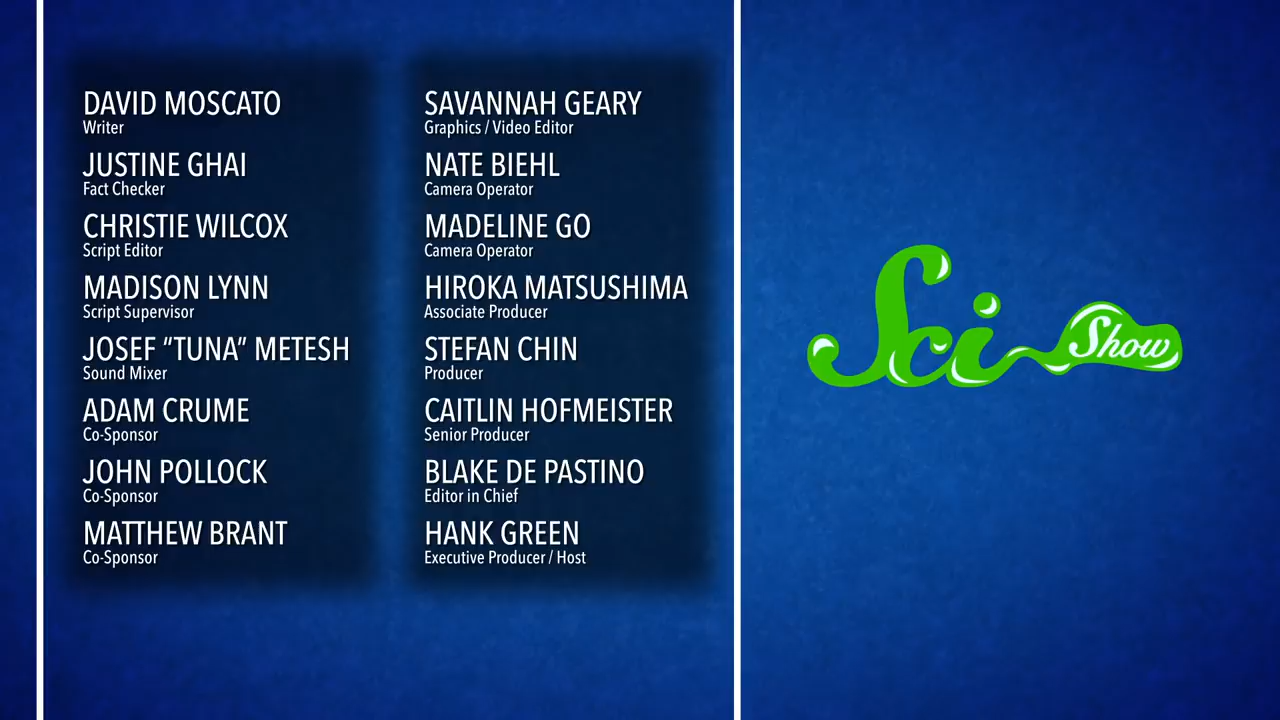 DAVID MOSCATO
Writer
JUSTINE GHAI
Fact Checker
CHRISTIE WILCOX
Script Editor
MADISON LYNN
Script Supervisor
JOSEF “TUNA” METESH
Sound Mixer
ADAM CRUME
Co-Sponsor
JOHN POLLOCK
Co-Sponsor
MATTHEW BRANT
Co-Sponsor
SAVANNAH GEARY
Graphics / Video Editor
NATE BIEHL
Camera Operator
MADELINE GO
Camera Operator
HIROKA MATSUSHIMA
Associate Producer
STEFAN CHIN
Producer
CAITLIN HOFMEISTER
Senior Producer
BLAKE DE PASTINO
Editor in Chief
HANK GREEN
Executive Producer / Host
Sci Show